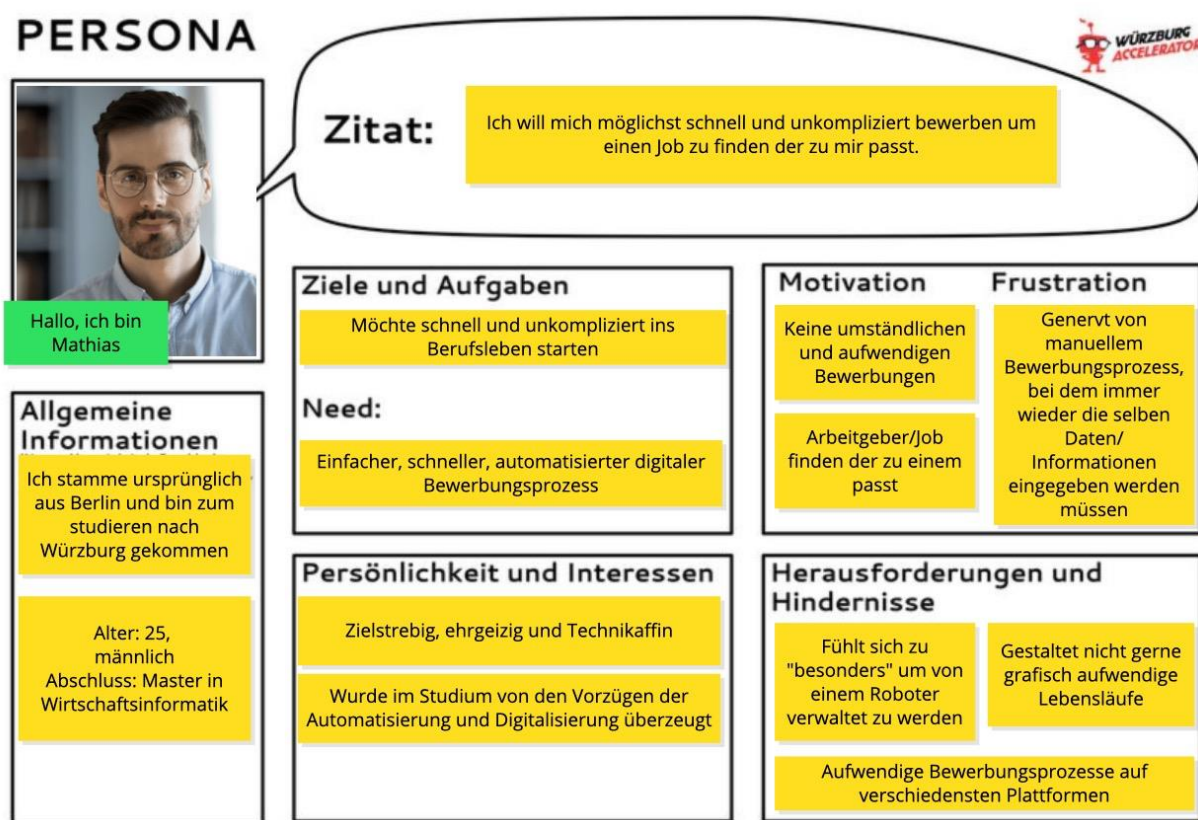 PERSONA
WÜRZBURG
ACCELERATOR
Zitat:
Ich will mich möglichst schnell und unkompliziert bewerben um
einen Job zu finden der zu mir passt.
Hallo, ich bin
Mathias
Allgemeine
Informationen
Ich stamme ursprünglich
aus Berlin und bin zum
studieren nach
Würzburg gekommen
Alter: 25,
männlich
Abschluss: Master in
Wirtschaftsinformatik
Ziele und Aufgaben
Möchte schnell und unkompliziert ins
Berufsleben starten
Need:
Einfacher, schneller, automatisierter digitaler
Bewerbungsprozess
Persönlichkeit und Interessen
Zielstrebig, ehrgeizig und Technikaffin
Wurde im Studium von den Vorzügen der
Automatisierung und Digitalisierung überzeugt
Motivation
Keine umständlichen
und aufwendigen
Bewerbungen
Arbeitgeber/Job
finden der zu einem
passt
Frustration
Genervt von
manuellem
Bewerbungsprozess,
bei dem immer
wieder die selben
Daten/
Informationen
eingegeben werden
müssen
Herausforderungen und
Hindernisse
Fühlt sich zu
"besonders" um von
einem Roboter
verwaltet zu werden
Gestaltet nicht gerne
grafisch aufwendige
Lebensläufe
Aufwendige Bewerbungsprozesse auf
verschiedensten Plattformen